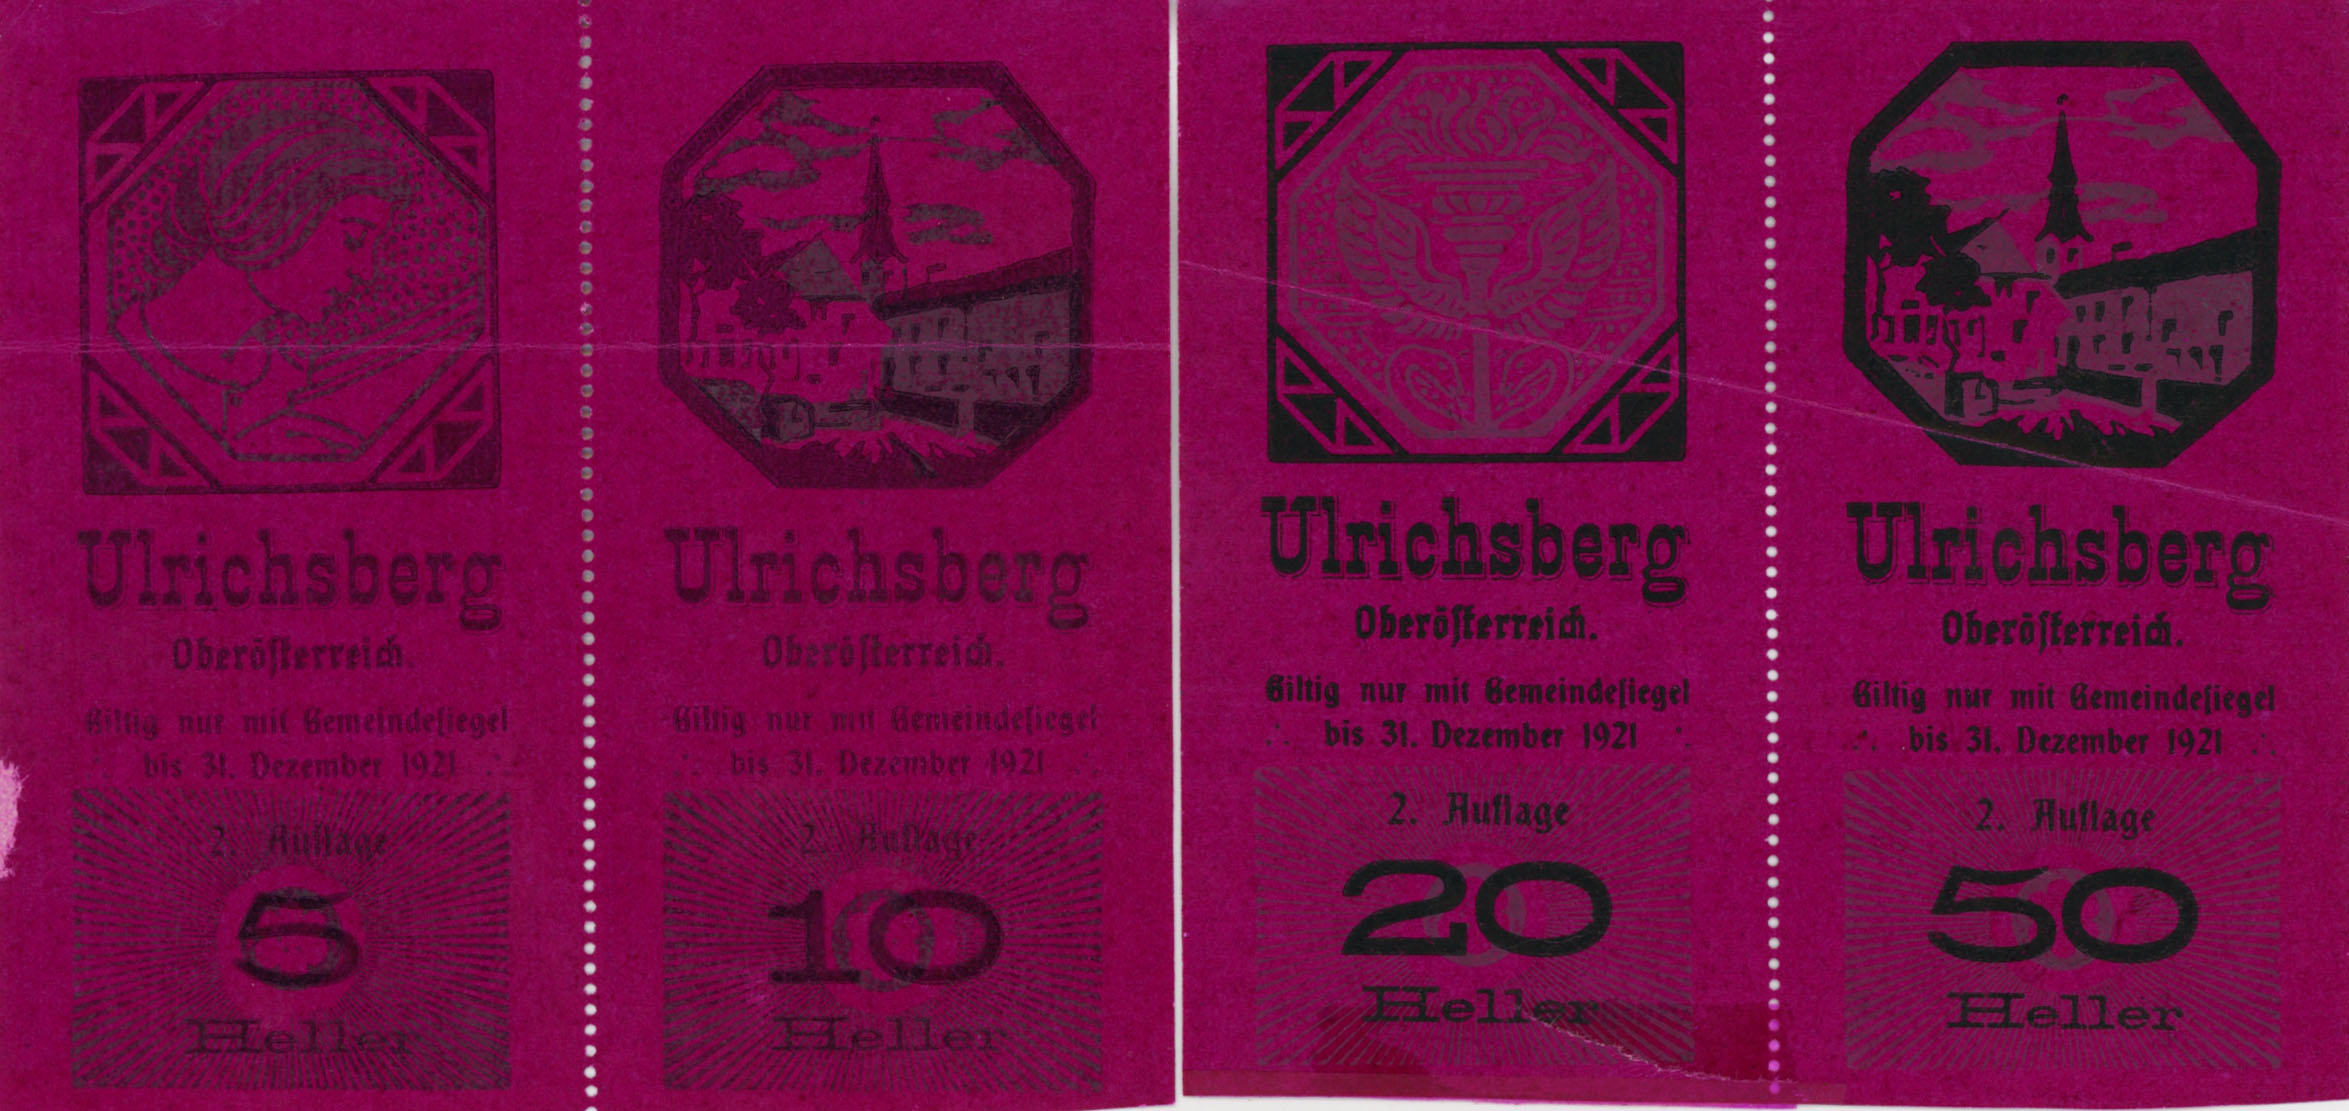 Ulrichsberg
Oberöſterreich.
Giltig nur mit Gemeindeſiegel
bis 31. Dezember 1921
2. Auflage
5
Heller
Ulrichsberg
Oberöſterreich.
Giltig nur mit Gemeindeſiegel
bis 31. Dezember 1921
2. Auflage
10
Heller
Ulrichsberg
Oberöſterreich.
Giltig nur mit Gemeindeſiegel
bis 31. Dezember 1921
2. Auflage
20
Heller
Ulrichsberg
Oberöſterreich.
Giltig nur mit Gemeindeſiegel
bis 31. Dezember 1921
2. Auflage
50
Heller